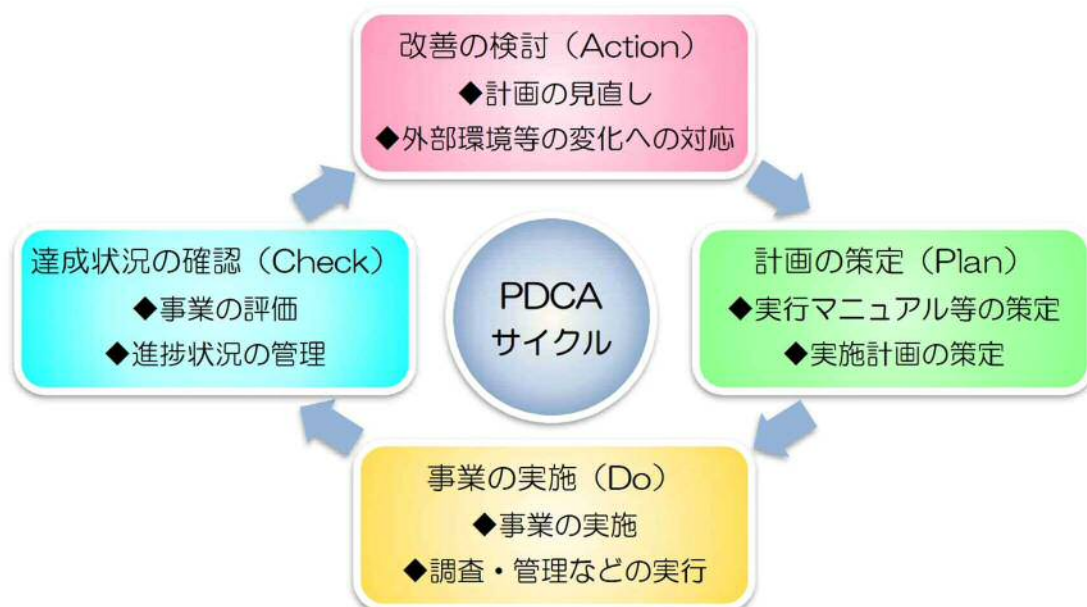 改善の検討（Action）
◆計画の見直し
◆外部環境等の変化への対応
達成状況の確認（Check）
◆事業の評価
◆進捗状況の管理
PDCA
サイクル
計画の策定（Plan）
◆実行マニュアル等の策定
◆実施計画の策定
事業の実施（Do）
◆事業の実施
◆調査・管理などの実行